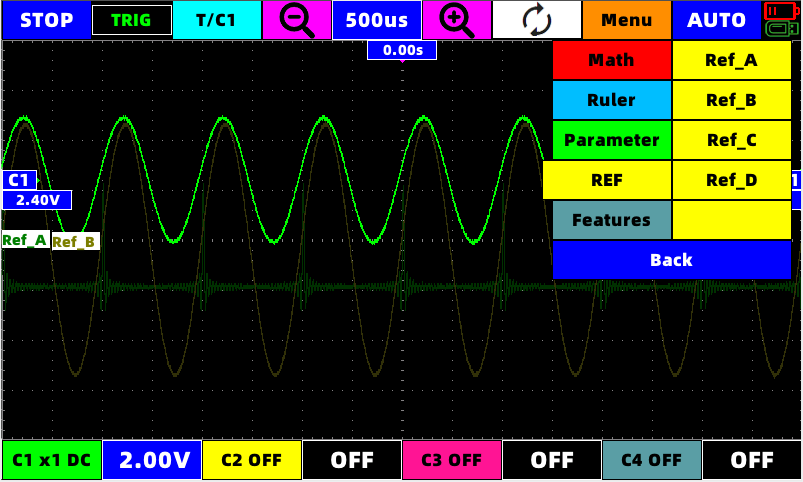 STOP TRIG T/C1 500us Menu AUTO
0.00s
Math Ref_A
Ruler Ref_B
Parameter Ref_C
C1 REF Ref_D 1
2.40V
Features
Ref_A Ref_B
Back
C1 x1 DC 2.00V C2 OFF OFF C3 OFF OFF C4 OFF OFF